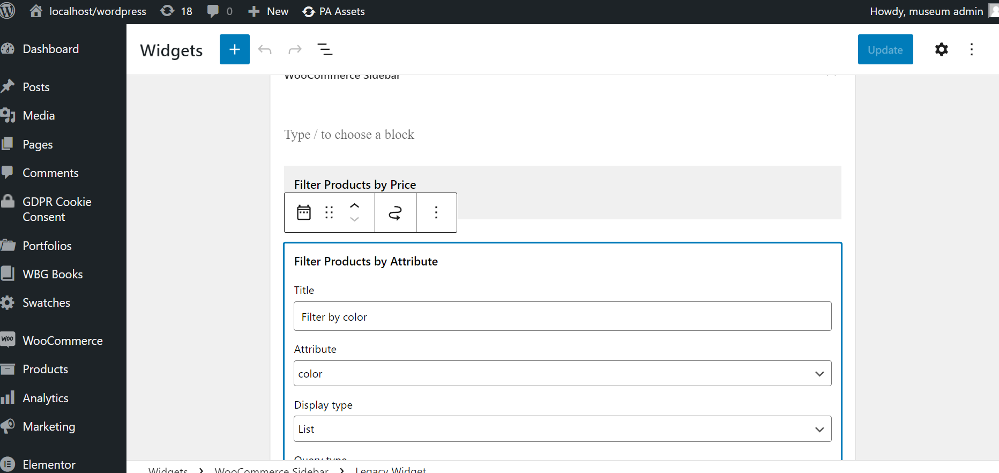 localhost/wordpress 18 0 New PA Assets Howdy, museum admin
Dashboard
Posts
Media
Pages
Comments
GDPR Cookie
Consent
Portfolios
WBG Books
Swatches
Woo WooCommerce
Products
Analytics
Marketing
Elementor
Widgets
Update
WooCommerce Sidebar
Type / to choose a block
Filter Products by Price
Filter Products by Attribute
Title
Filter by color
Attribute
color
Display type
List
Query type
Widgets > WooCommerce Sidebar > Legacy Widget